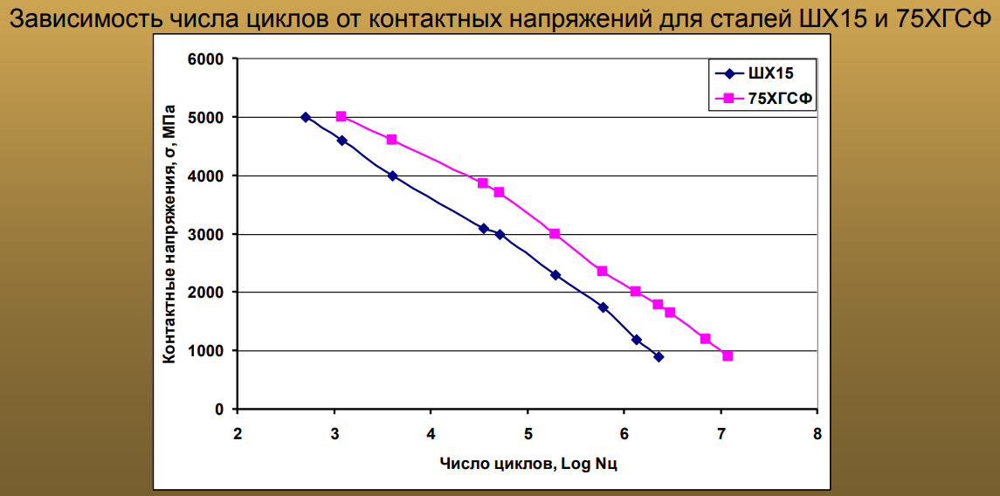 Зависимость числа циклов от контактных напряжений для сталей ШХ15 и 75ХГСФ
ШХ15
75ХГСФ
Контактные напряжения, σ, МПа
6000
5000
4000
3000
2000
1000
0
2 3 4 5 6 7 8
Число циклов, Log Nц